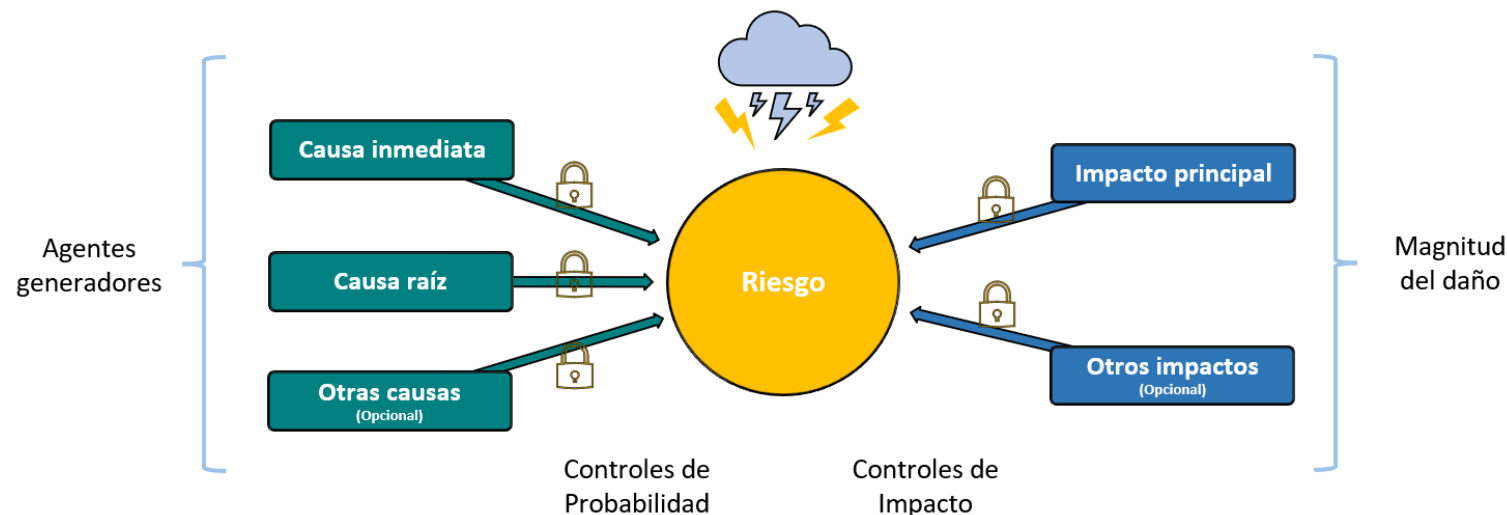 Agentes
generadores
Causa inmediata
Causa raíz
Otras causas
(Opcional)
Riesgo
Impacto principal
Otros impactos
(Opcional)
Magnitud
del daño
Controles de
Probabilidad
Controles de
Impacto